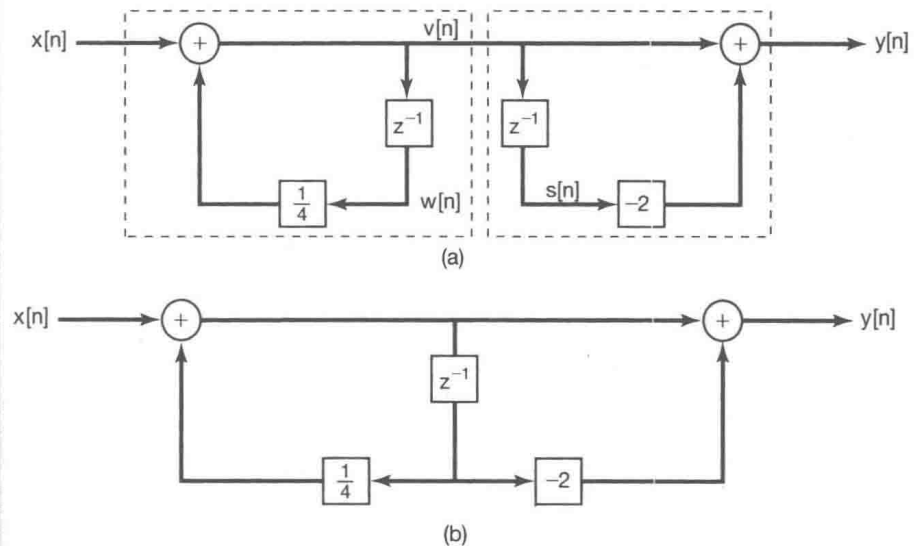 x[n] + v[n] + y[n]
z⁻¹ z⁻¹
1/4 w[n] s[n] −2
(a)
x[n] + + y[n]
z⁻¹
1/4 −2
(b)